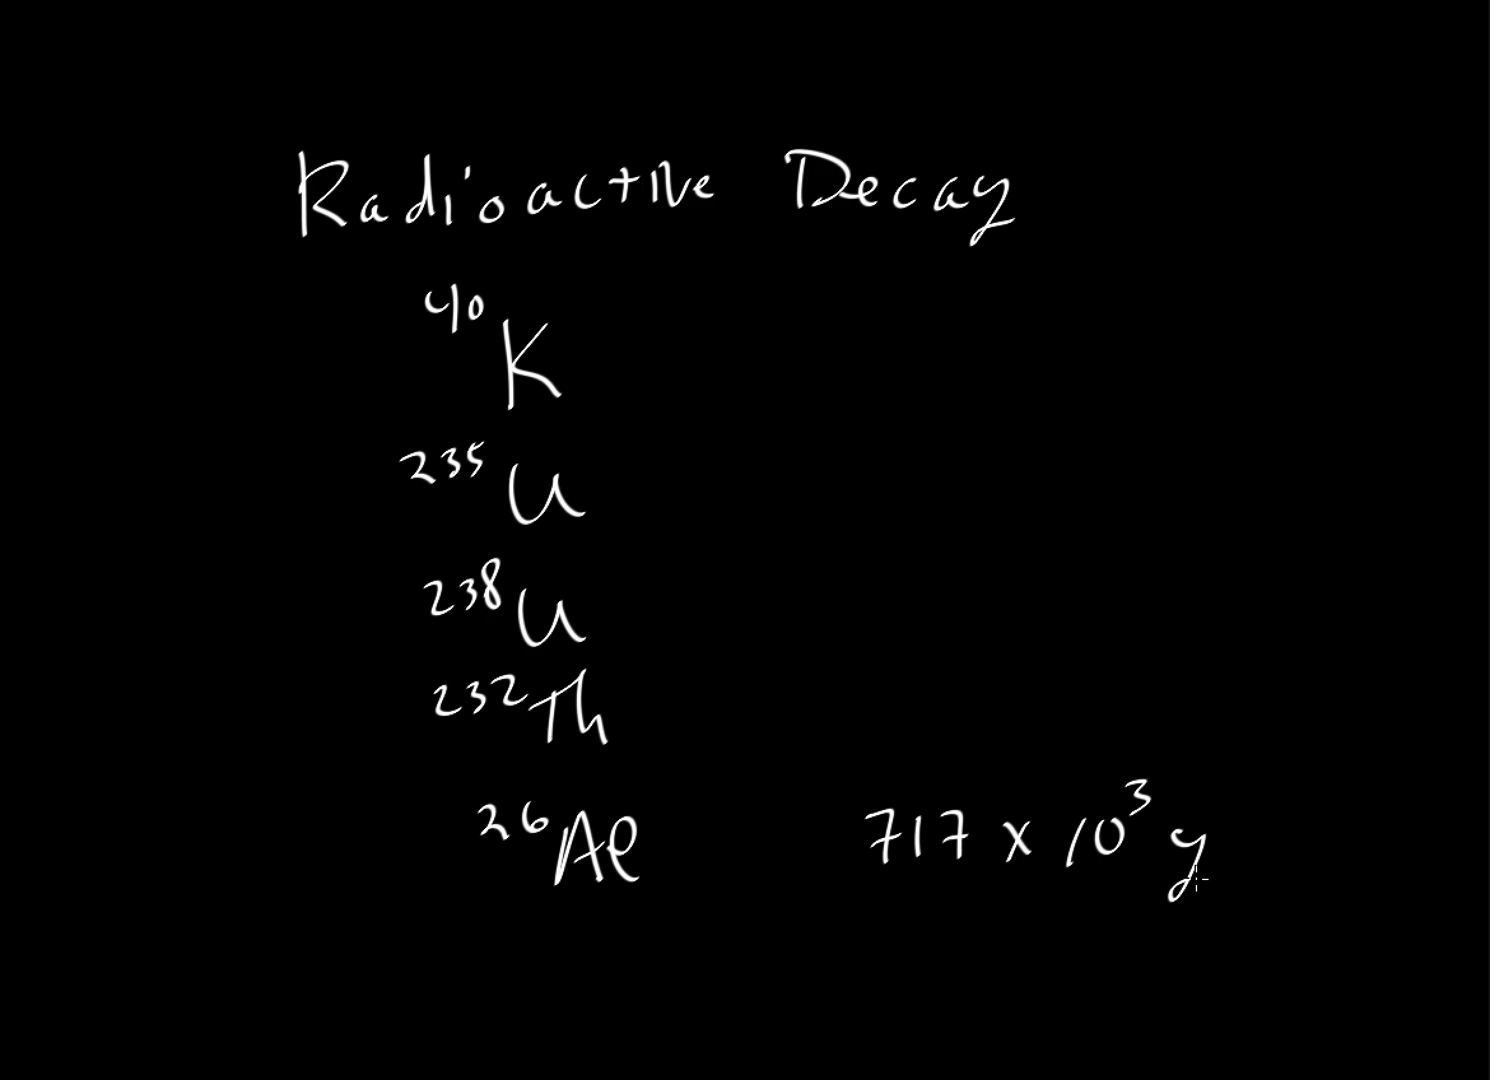 Radioactive Decay
⁴⁰K
²³⁵U
²³⁸U
²³²Th
²⁶Al 717 x 10³ y